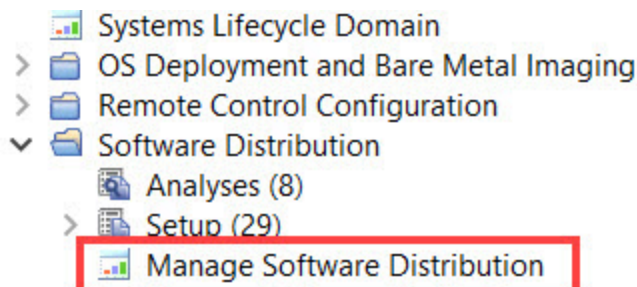 Systems Lifecycle Domain
OS Deployment and Bare Metal Imaging
Remote Control Configuration
Software Distribution
Analyses (8)
Setup (29)
Manage Software Distribution